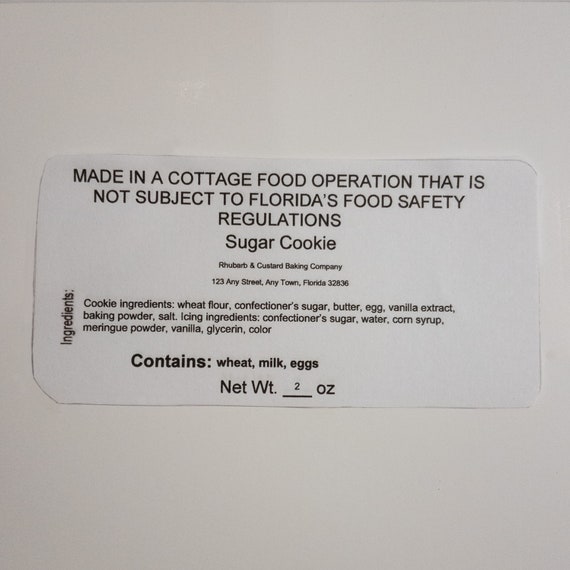 MADE IN A COTTAGE FOOD OPERATION THAT IS
NOT SUBJECT TO FLORIDA'S FOOD SAFETY
REGULATIONS
Sugar Cookie
Rhubarb & Custard Baking Company
123 Any Street, Any Town, Florida 32836
Ingredients:
Cookie ingredients: wheat flour, confectioner's sugar, butter, egg, vanilla extract,
baking powder, salt. Icing ingredients: confectioner's sugar, water, corn syrup,
meringue powder, vanilla, glycerin, color
Contains: wheat, milk, eggs
Net Wt. 2 oz